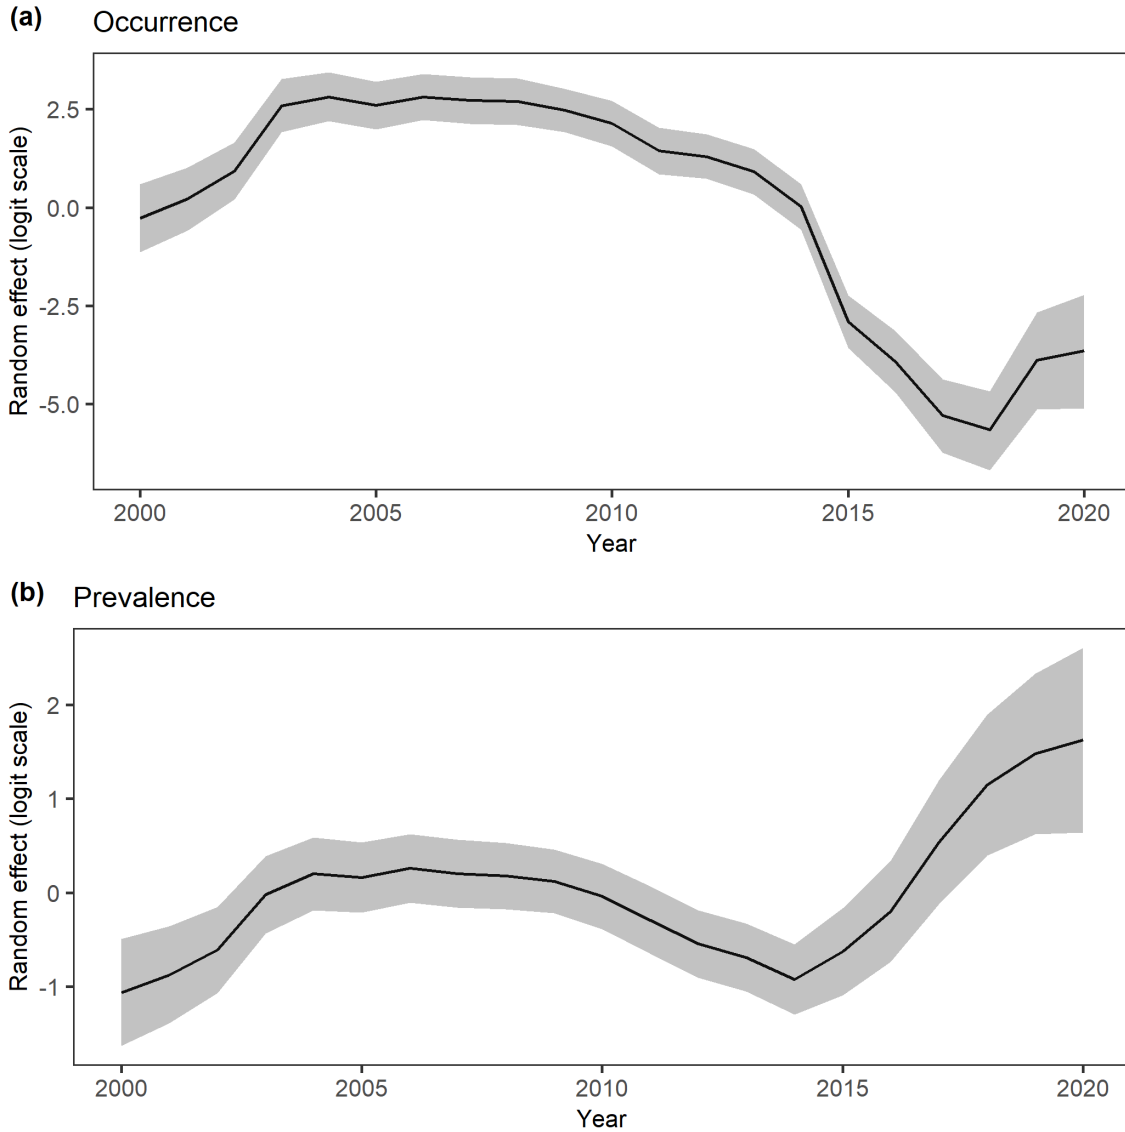 (a) Occurrence
Random effect (logit scale)
2.5
0.0
-2.5
-5.0
2000 2005 2010 2015 2020
Year
(b) Prevalence
Random effect (logit scale)
2
1
0
-1
2000 2005 2010 2015 2020
Year